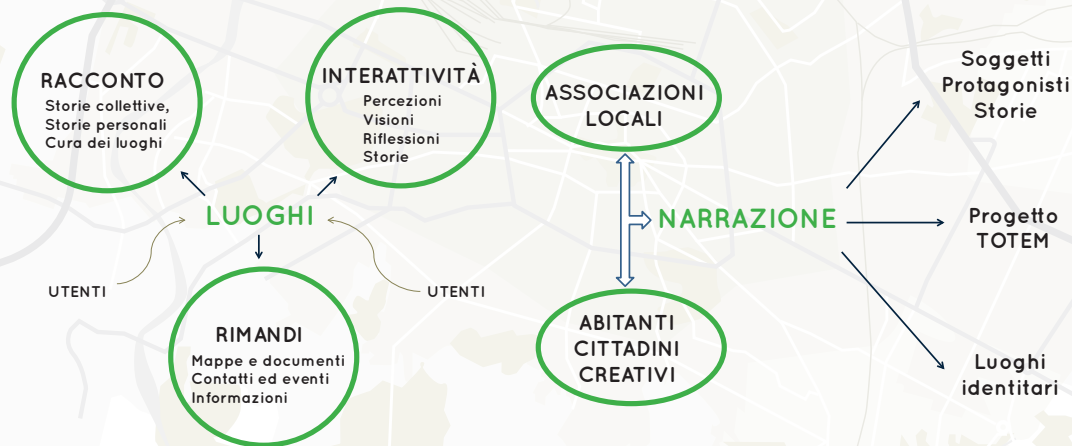 RACCONTO
Storie collettive,
Storie personali
Cura dei luoghi
INTERATTIVITÀ
Percezioni
Visioni
Riflessioni
Storie
LUOGHI
UTENTI
UTENTI
RIMANDI
Mappe e documenti
Contatti ed eventi
Informazioni
ASSOCIAZIONI
LOCALI
NARRAZIONE
ABITANTI
CITTADINI
CREATIVI
Soggetti
Protagonisti
Storie
Progetto
TOTEM
Luoghi
identitari